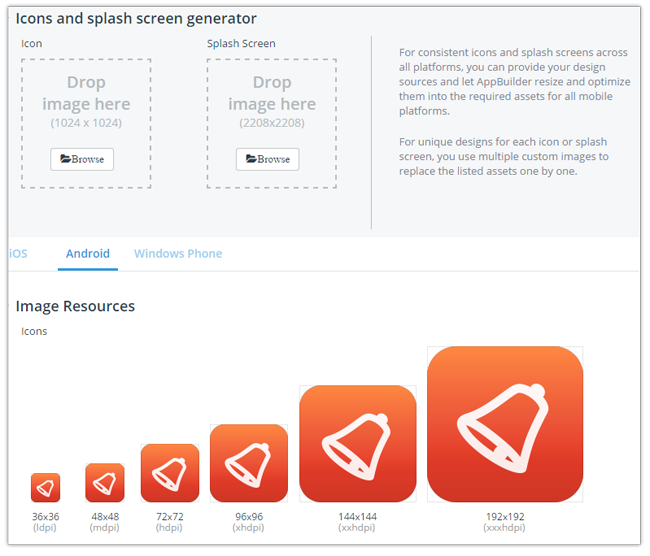 Icons and splash screen generator
Icon
Splash Screen
Drop
image here
(1024 x 1024)
Browse
Drop
image here
(2208x2208)
Browse
For consistent icons and splash screens across
all platforms, you can provide your design
sources and let AppBuilder resize and optimize
them into the required assets for all mobile
platforms.
For unique designs for each icon or splash
screen, you use multiple custom images to
replace the listed assets one by one.
iOS
Android
Windows Phone
Image Resources
Icons
36x36
(ldpi)
48x48
(mdpi)
72x72
(hdpi)
96x96
(xhdpi)
144x144
(xxhdpi)
192x192
(xxxhdpi)